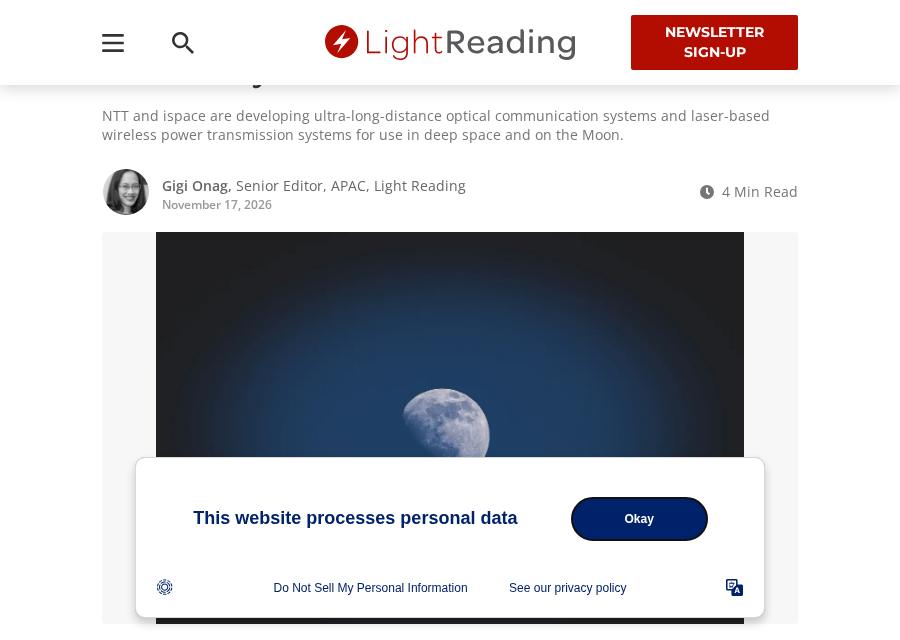 LightReading
NEWSLETTER
SIGN-UP
NTT and ispace are developing ultra-long-distance optical communication systems and laser-based
wireless power transmission systems for use in deep space and on the Moon.
Gigi Onag, Senior Editor, APAC, Light Reading
November 17, 2026
4 Min Read
This website processes personal data
Okay
Do Not Sell My Personal Information
See our privacy policy